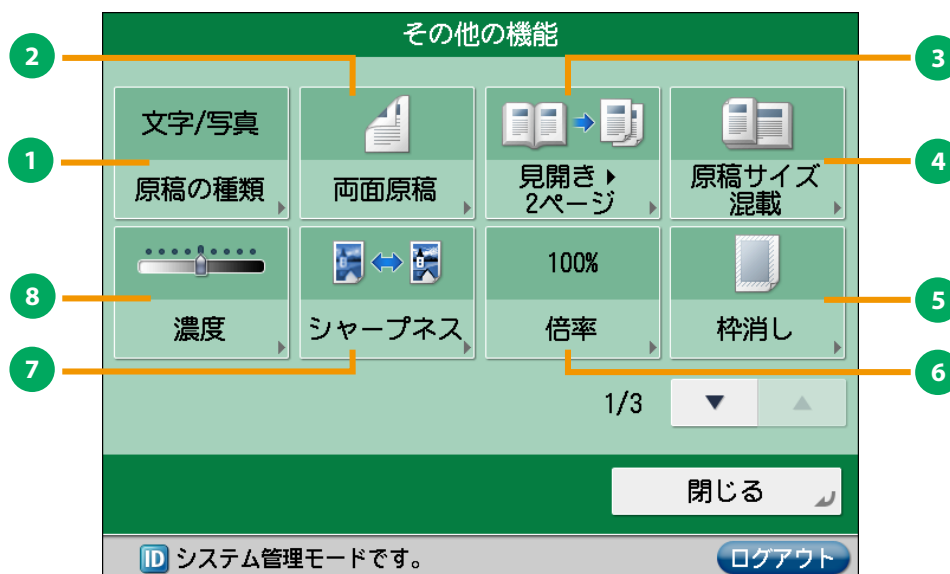 その他の機能
2
3
文字/写真
原稿の種類
両面原稿
見開き▶
2ページ
原稿サイズ
混載
1
4
濃度
シャープネス
100%
倍率
枠消し
8
5
7
6
1/3
▼
▲
閉じる
ID システム管理モードです。
ログアウト